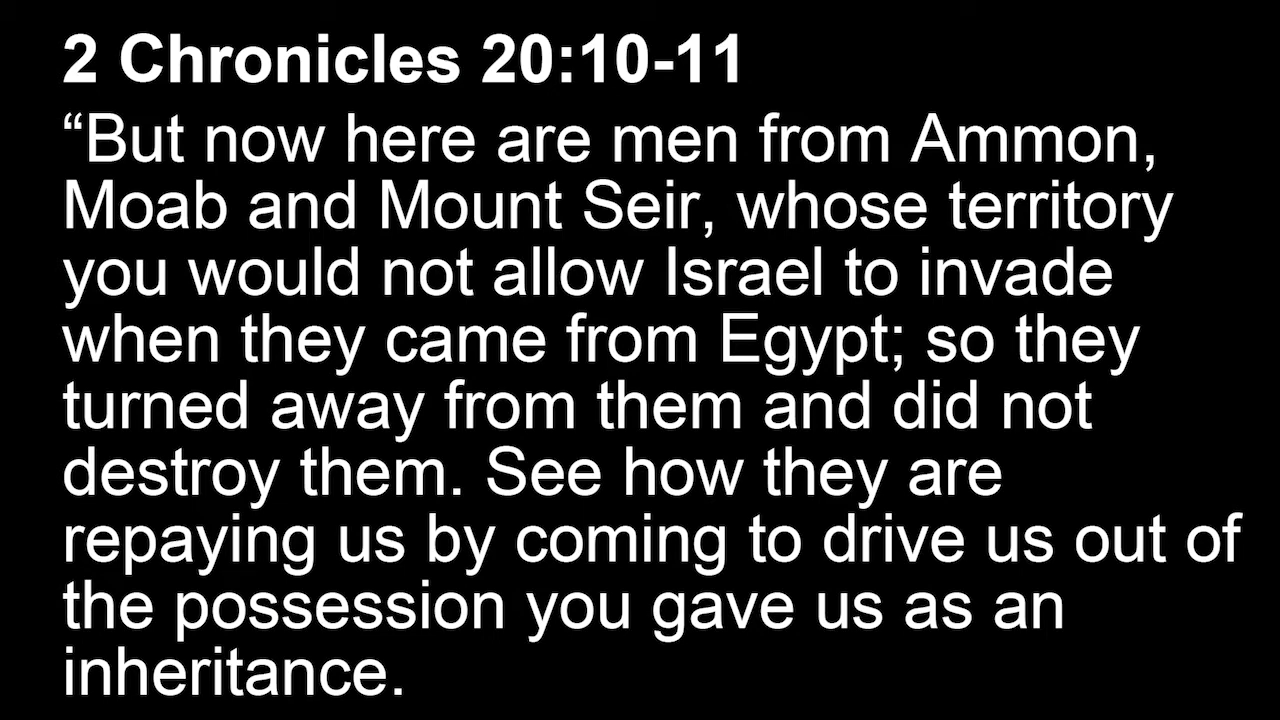 2 Chronicles 20:10-11
“But now here are men from Ammon,
Moab and Mount Seir, whose territory
you would not allow Israel to invade
when they came from Egypt; so they
turned away from them and did not
destroy them. See how they are
repaying us by coming to drive us out of
the possession you gave us as an
inheritance.